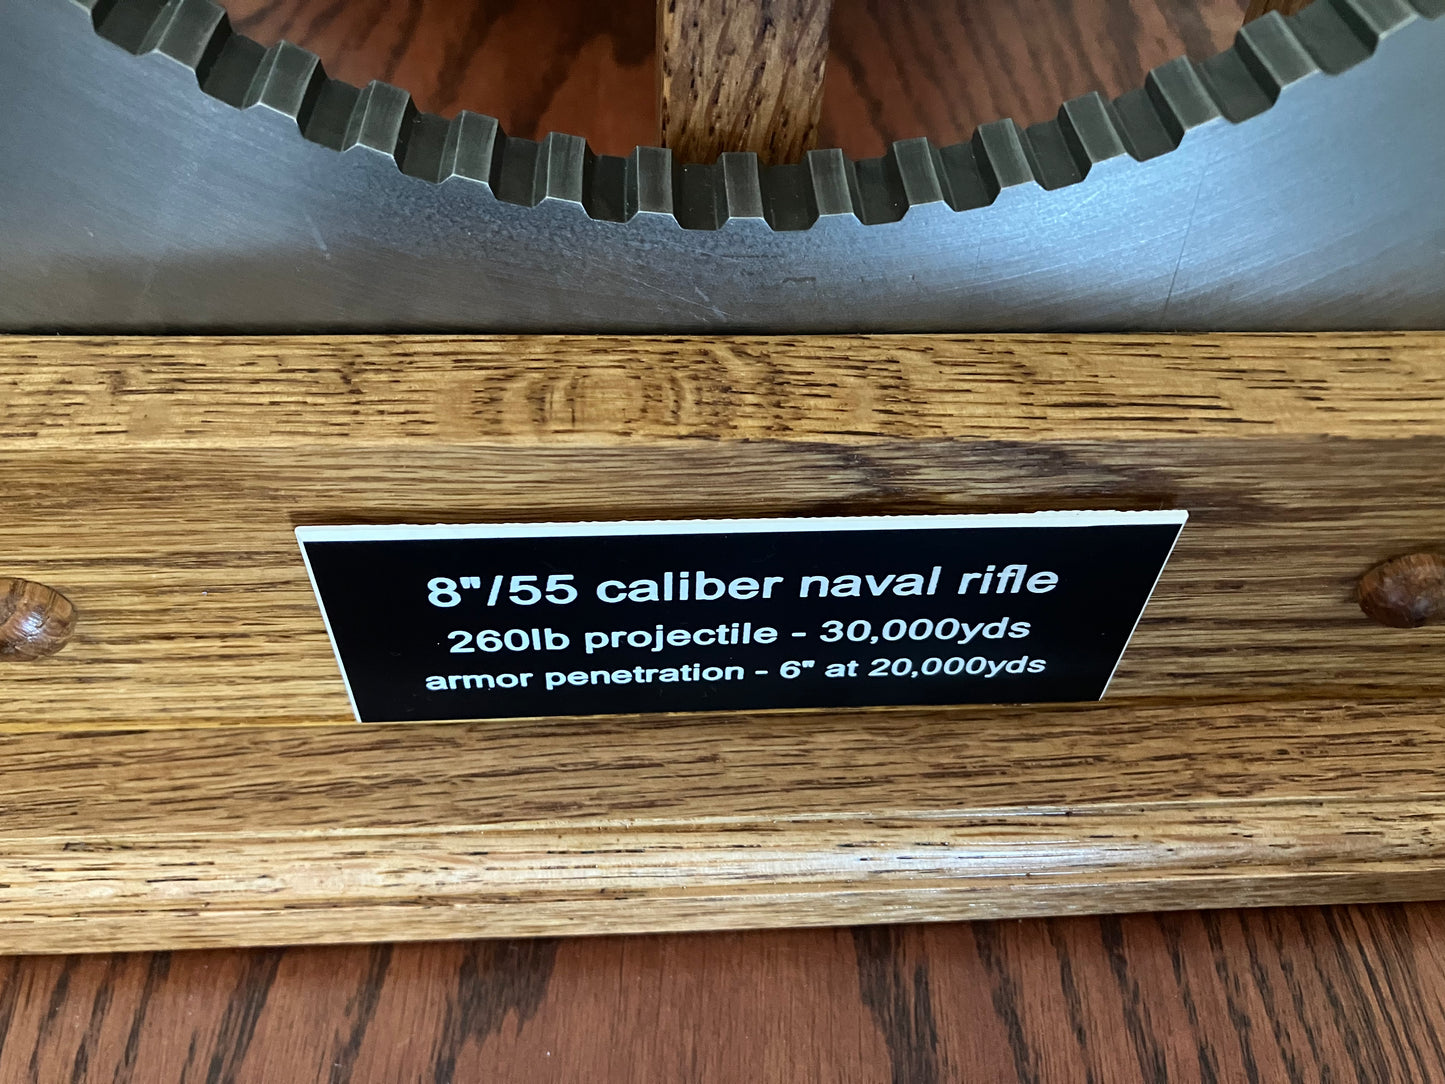 8"/55 caliber naval rifle
260lb projectile - 30,000yds
armor penetration - 6" at 20,000yds